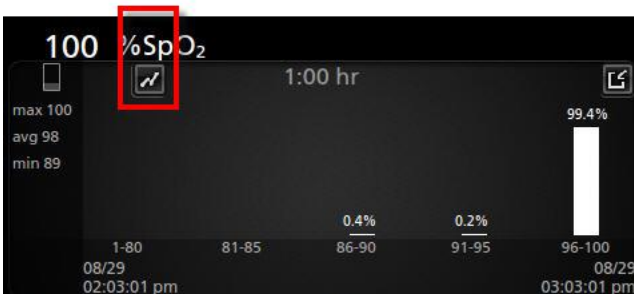 100 %SpO₂
1:00 hr
max 100
avg 98
min 89
99.4%
0.4%
0.2%
1-80 81-85 86-90 91-95 96-100
08/29 08/29
02:03:01 pm 03:03:01 pm